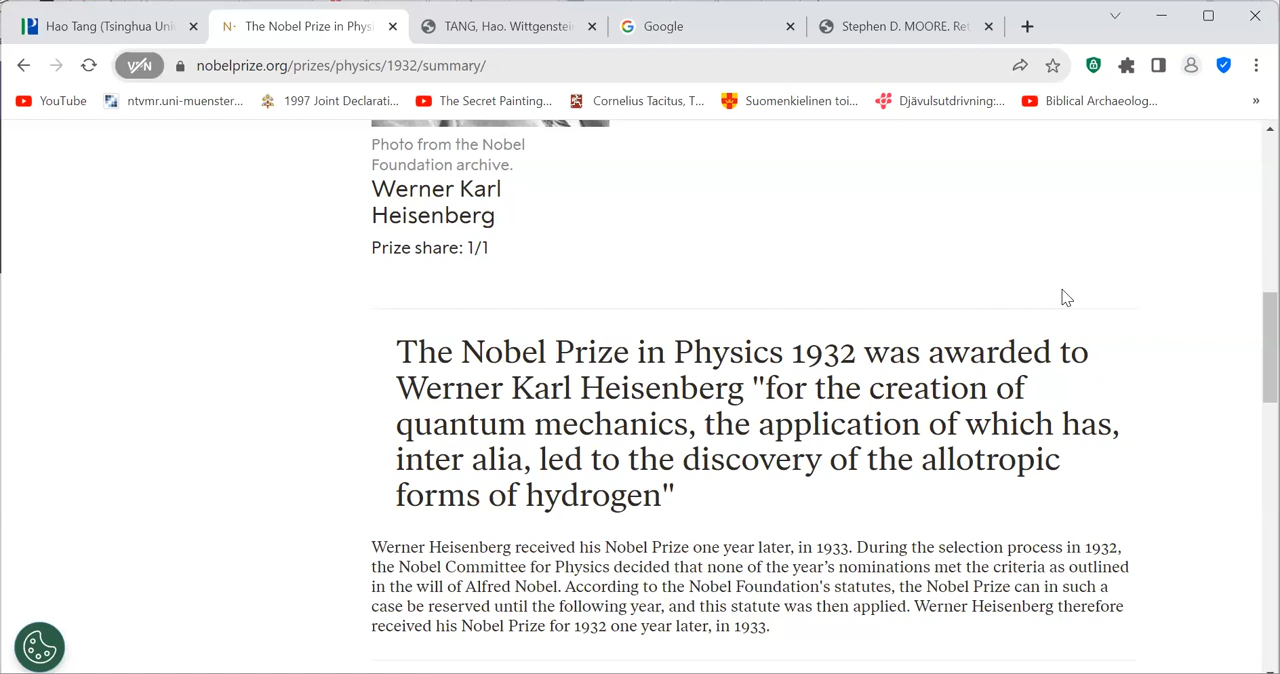 Hao Tang (Tsinghua Uni
The Nobel Prize in Physi
TANG, Hao. Wittgenstei
Google
Stephen D. MOORE. Ret
VPN
nobelprize.org/prizes/physics/1932/summary/
YouTube
ntvmr.uni-muenster...
1997 Joint Declarati...
The Secret Painting...
Cornelius Tacitus, T...
Suomenkielinen toi...
Djävulsutdrivning:...
Biblical Archaeolog...
Photo from the Nobel
Foundation archive.
Werner Karl
Heisenberg
Prize share: 1/1
The Nobel Prize in Physics 1932 was awarded to
Werner Karl Heisenberg "for the creation of
quantum mechanics, the application of which has,
inter alia, led to the discovery of the allotropic
forms of hydrogen"
Werner Heisenberg received his Nobel Prize one year later, in 1933. During the selection process in 1932,
the Nobel Committee for Physics decided that none of the year's nominations met the criteria as outlined
in the will of Alfred Nobel. According to the Nobel Foundation's statutes, the Nobel Prize can in such a
case be reserved until the following year, and this statute was then applied. Werner Heisenberg therefore
received his Nobel Prize for 1932 one year later, in 1933.